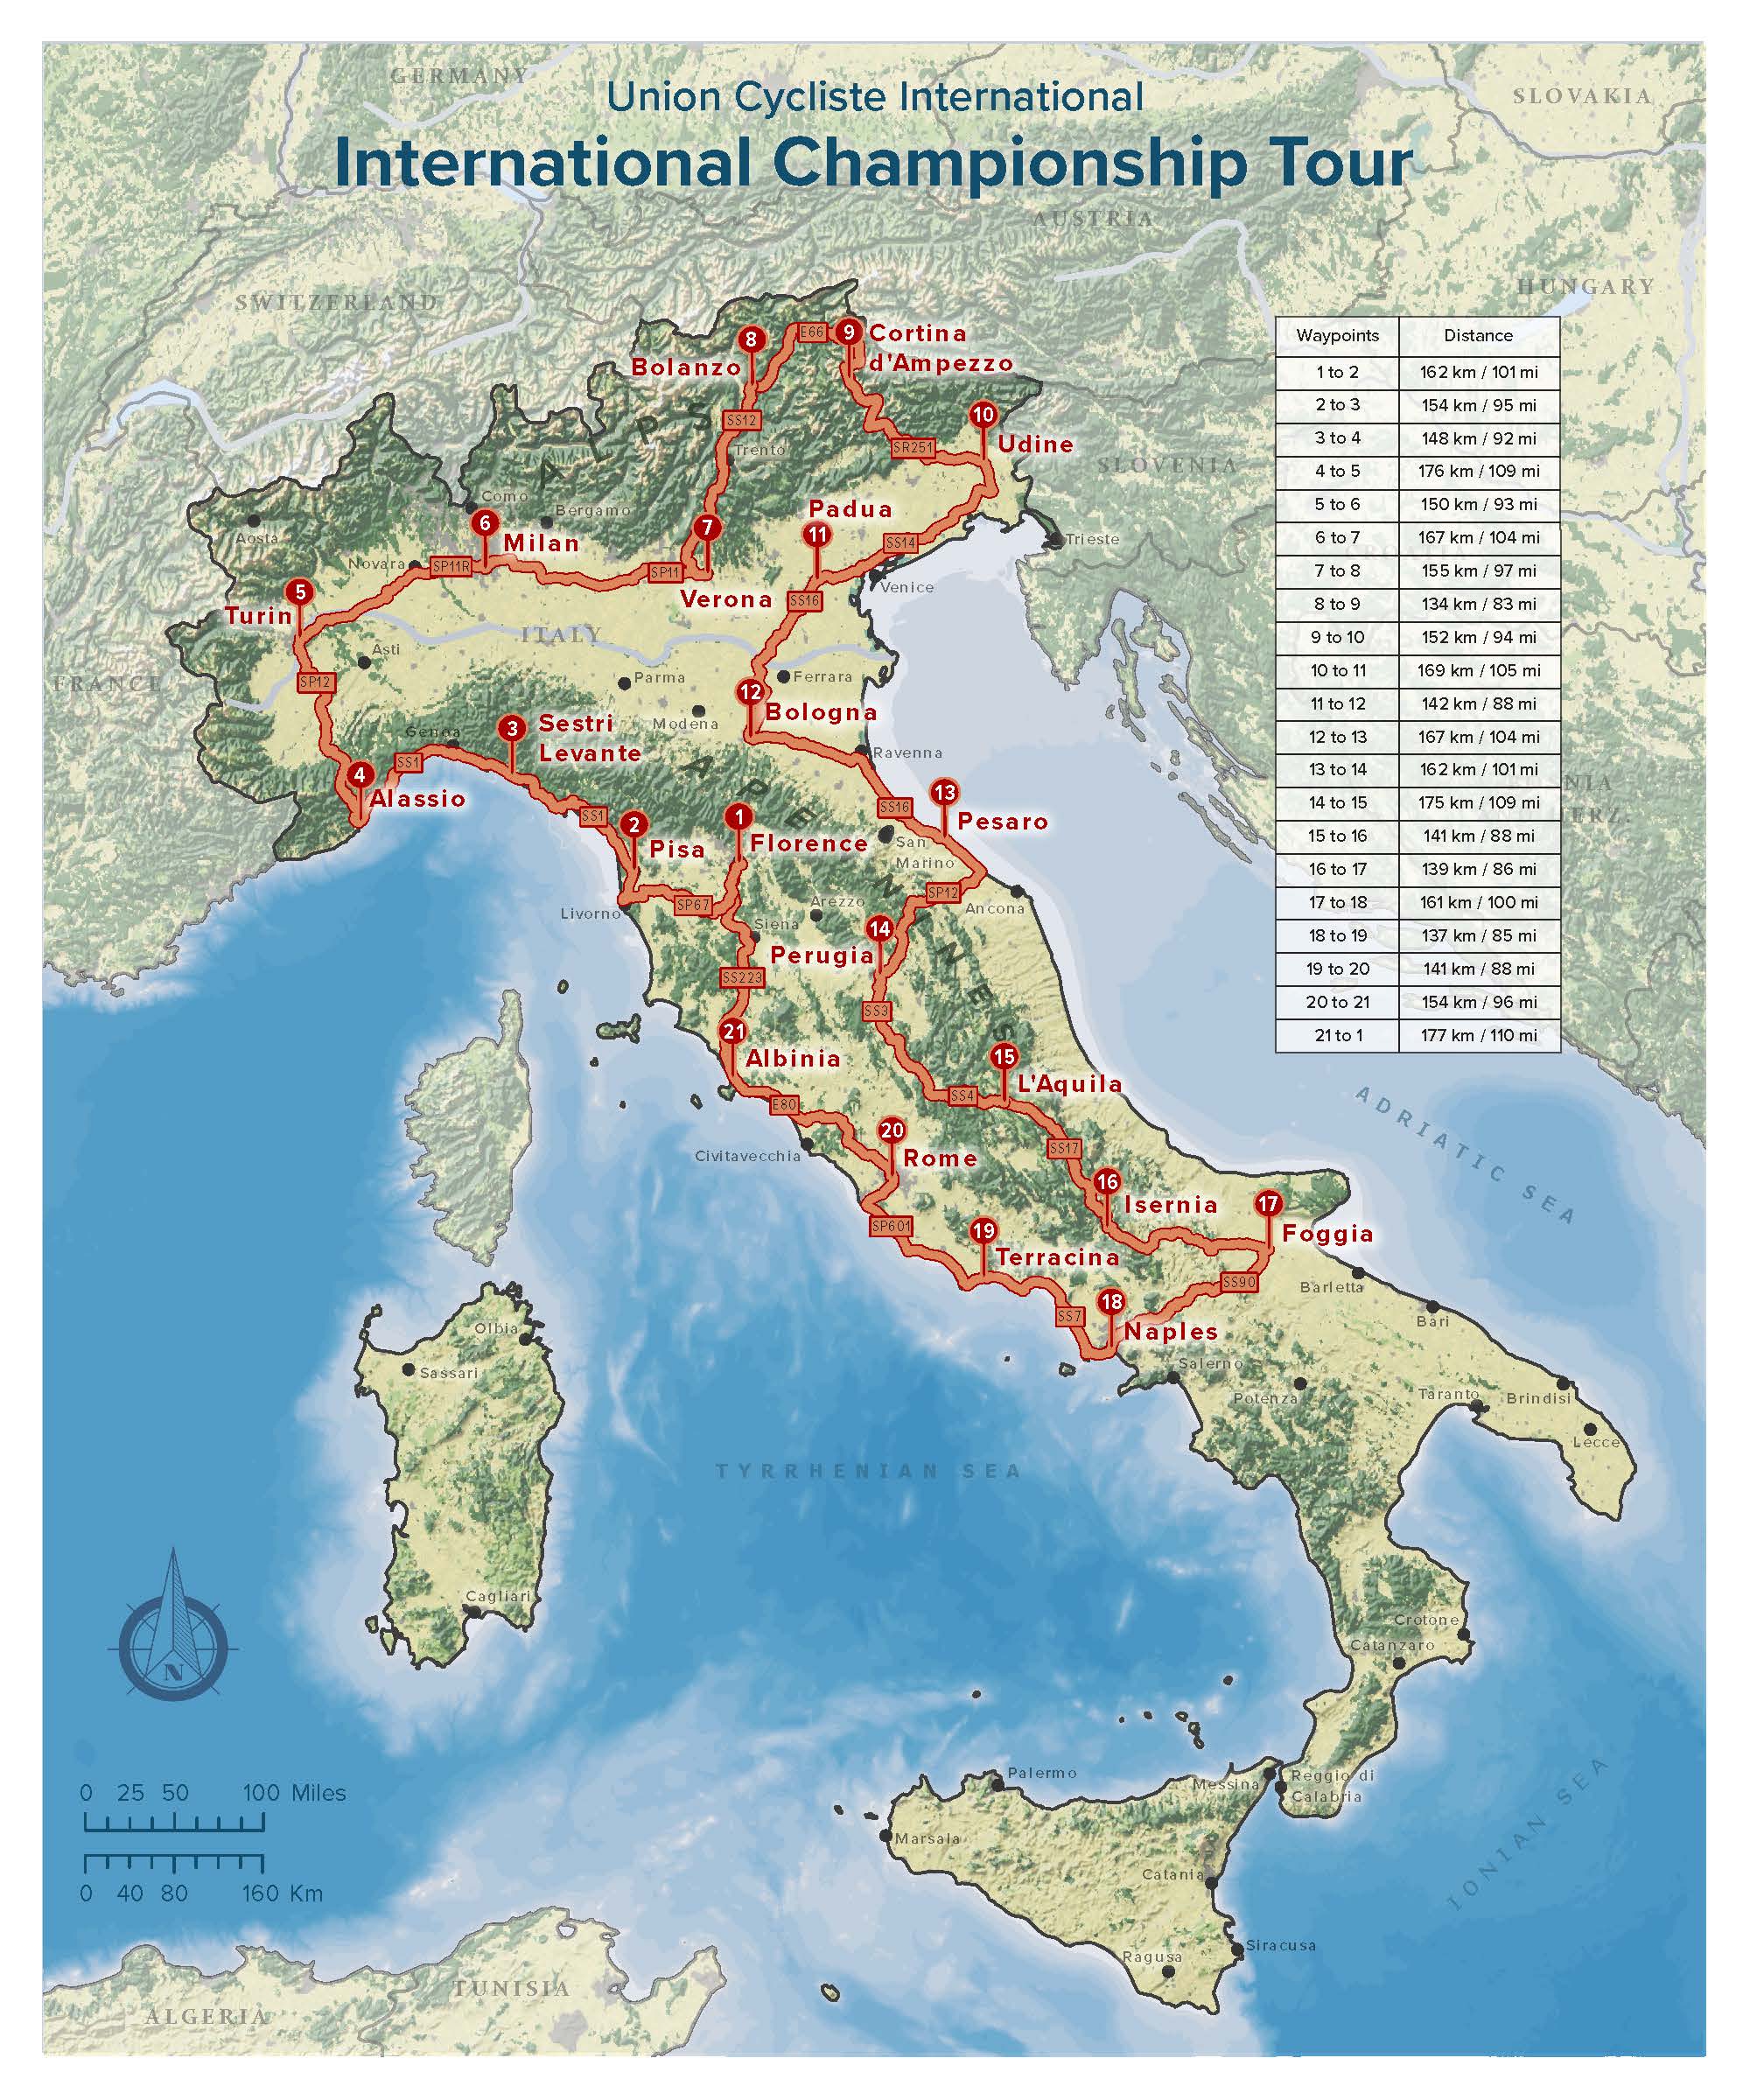 GERMANY
SLOVAKIA
Union Cycliste International
International Championship Tour
AUSTRIA
SWITZERLAND
HUNGARY
Waypoints Distance
1 to 2 162 km / 101 mi
2 to 3 154 km / 95 mi
3 to 4 148 km / 92 mi
4 to 5 176 km / 109 mi
5 to 6 150 km / 93 mi
6 to 7 167 km / 104 mi
7 to 8 155 km / 97 mi
8 to 9 134 km / 83 mi
9 to 10 152 km / 94 mi
10 to 11 169 km / 105 mi
11 to 12 142 km / 88 mi
12 to 13 167 km / 104 mi
13 to 14 162 km / 101 mi
14 to 15 175 km / 109 mi
15 to 16 141 km / 88 mi
16 to 17 139 km / 86 mi
17 to 18 161 km / 100 mi
18 to 19 137 km / 85 mi
19 to 20 141 km / 88 mi
20 to 21 154 km / 96 mi
21 to 1 177 km / 110 mi
8
Bolanzo
E66
9
Cortina
d'Ampezzo
SS12
ALPS
10
Udine
SR251
Trento
SLOVENIA
Como
Bergamo
Aosta
6
Milan
7
Padua
11
SS14
Trieste
Novara
SP11R
SP11
Verona
SS16
Venice
5
Turin
ITALY
Asti
FRANCE
SP12
Parma
Ferrara
12
Bologna
Modena
3
Sestri
Levante
Genoa
SS1
Ravenna
APENNINES
4
Alassio
SS1
2
Pisa
1
Florence
SS16
13
Pesaro
San
Marino
NIA
ERZ.
SP67
Livorno
Arezzo
SP12
Ancona
Siena
14
Perugia
SS223
SS3
21
Albinia
15
L'Aquila
E80
SS4
ADRIATIC SEA
Civitavecchia
20
Rome
SS17
16
Isernia
17
Foggia
SP601
19
Terracina
SS90
Barletta
SS7
18
Naples
Bari
Salerno
Potenza
Taranto
Brindisi
Lecce
Olbia
Sassari
TYRRHENIAN SEA
Cagliari
Crotone
Catanzaro
N
0 25 50 100 Miles
0 40 80 160 Km
Palermo
Messina
Reggio di
Calabria
IONIAN SEA
Marsala
Catania
Siracusa
Ragusa
TUNISIA
ALGERIA